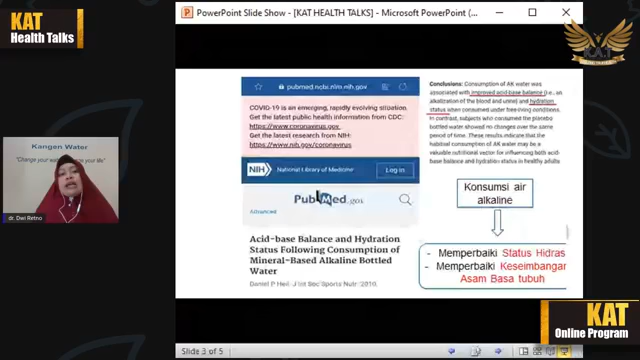 KAT
Health Talks
PowerPoint Slide Show - [KAT HEALTH TALKS] - Microsoft PowerPoint (...
KAT
Kangen Water
"Change your water, change your life"
dr. Dwi Retno
pubmed.ncbi.nlm.nih.gov
COVID-19 is an emerging, rapidly evolving situation.
Get the latest public health information from CDC:
https://www.coronavirus.gov
Get the latest research from NIH:
https://www.nih.gov/coronavirus
NIH National Library of Medicine
Log in
PubMed.gov
Advanced
Acid-base Balance and Hydration
Status Following Consumption of
Mineral-Based Alkaline Bottled
Water
Daniel P Heil. J Int Soc Sports Nutr. 2010.
Conclusions: Consumption of AK water was
associated with improved acid-base balance (i.e., an
alkalization of the blood and urine) and hydration
status when consumed under free-living conditions.
In contrast, subjects who consumed the placebo
bottled water showed no changes over the same
period of time. These results indicate that the
habitual consumption of AK water may be a
valuable nutritional vector for influencing both acid-
base balance and hydration status in healthy adults.
Konsumsi air
alkaline
- Memperbaiki Status Hidras
- Memperbaiki Keseimbangan
Asam Basa tubuh
Slide 3 of 5
KAT
Online Program